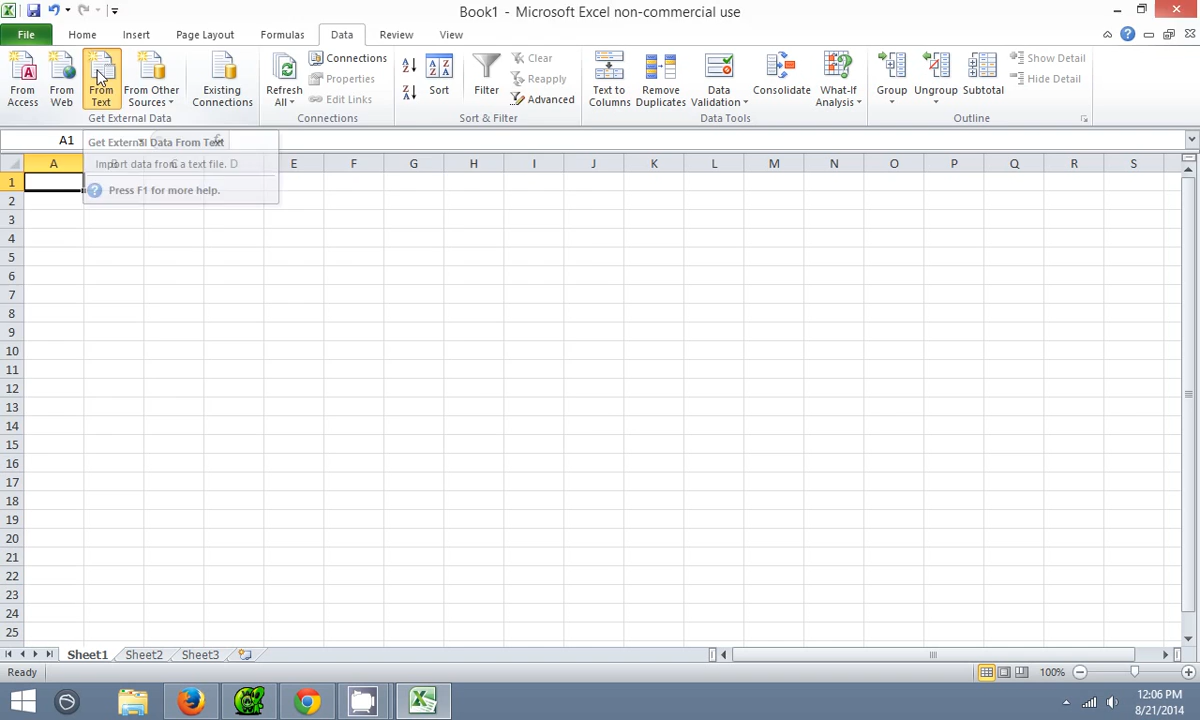 Book1 - Microsoft Excel non-commercial use
File Home Insert Page Layout Formulas Data Review View
From Access
From Web
From Text
From Other Sources
Existing Connections
Get External Data
Refresh All
Connections
Properties
Edit Links
Connections
Sort
Filter
Clear
Reapply
Advanced
Sort & Filter
Text to Columns
Remove Duplicates
Data Validation
Consolidate
What-If Analysis
Data Tools
Group
Ungroup
Subtotal
Show Detail
Hide Detail
Outline
A1
Get External Data From Text
Import data from a text file.
Press F1 for more help.
A B C D E F G H I J K L M N O P Q R S
1
2
3
4
5
6
7
8
9
10
11
12
13
14
15
16
17
18
19
20
21
22
23
24
25
Sheet1 Sheet2 Sheet3
Ready
100%
12:06 PM
8/21/2014